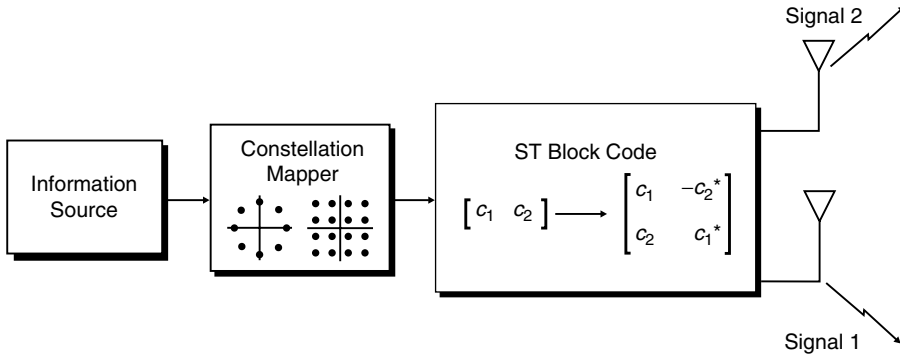 Signal 2
Information
Source
Constellation
Mapper
ST Block Code
[c₁ c₂] → [c₁ −c₂*
c₂ c₁*]
Signal 1